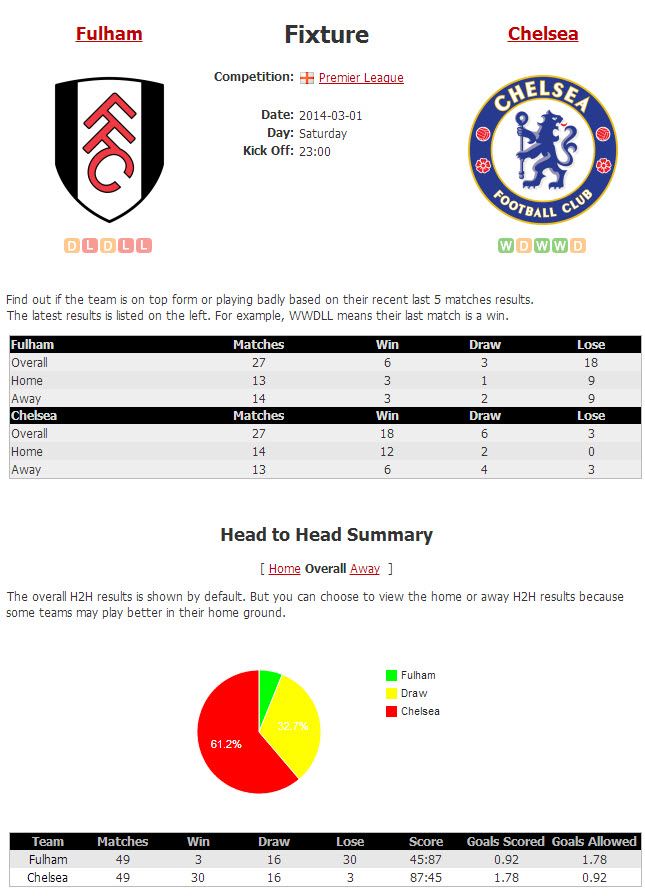 Fulham
Fixture
Chelsea
Competition: Premier League
Date: 2014-03-01
Day: Saturday
Kick Off: 23:00
FFC
CHELSEA
FOOTBALL CLUB
D L D L L
W D W W D
Find out if the team is on top form or playing badly based on their recent last 5 matches results.
The latest results is listed on the left. For example, WWDLL means their last match is a win.
Fulham Matches Win Draw Lose
Overall 27 6 3 18
Home 13 3 1 9
Away 14 3 2 9
Chelsea Matches Win Draw Lose
Overall 27 18 6 3
Home 14 12 2 0
Away 13 6 4 3
Head to Head Summary
[ Home Overall Away ]
The overall H2H results is shown by default. But you can choose to view the home or away H2H results because
some teams may play better in their home ground.
Fulham
Draw
Chelsea
32.7%
61.2%
Team Matches Win Draw Lose Score Goals Scored Goals Allowed
Fulham 49 3 16 30 45:87 0.92 1.78
Chelsea 49 30 16 3 87:45 1.78 0.92